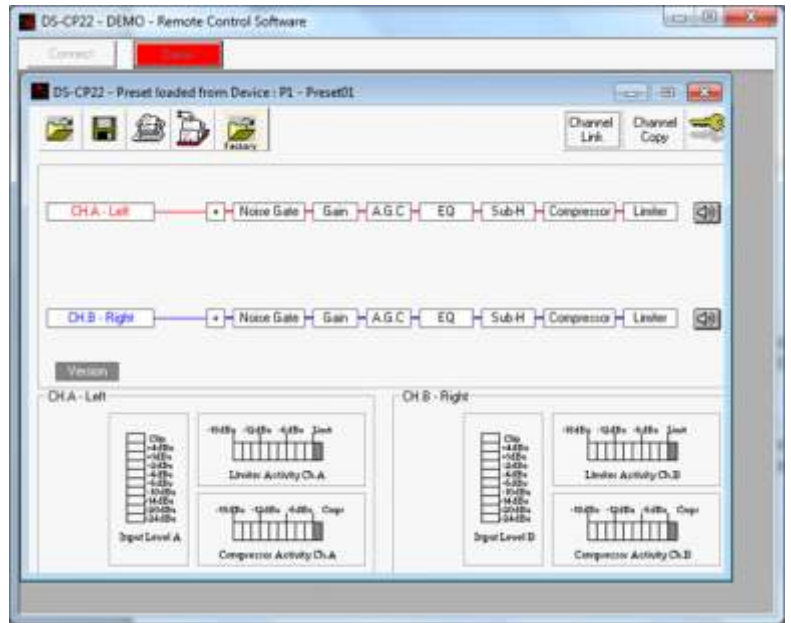 DS-CP22 - DEMO - Remote Control Software
Connect
DS-CP22 - Preset loaded from Device : P1 - Preset01
Factory
Channel Link
Channel Copy
CH.A - Left + Noise Gate Gain A.G.C EQ Sub-H Compressor Limiter
CH.B - Right + Noise Gate Gain A.G.C EQ Sub-H Compressor Limiter
Version
CH.A - Left
Clip
Input Level A
Limit
Limiter Activity Ch.A
Compressor Activity Ch.A
CH.B - Right
Clip
Input Level B
Limit
Limiter Activity Ch.B
Compressor Activity Ch.B